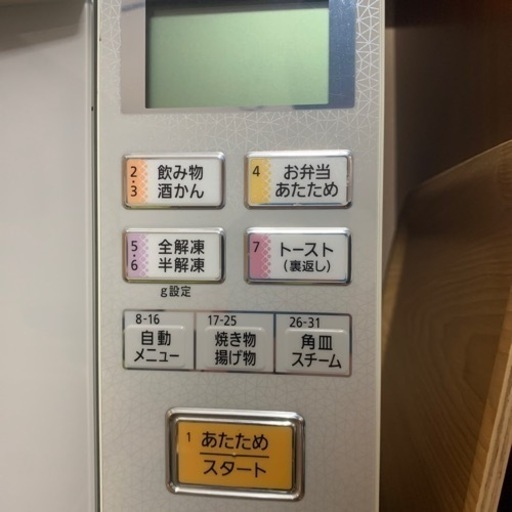 2・3
飲み物
酒かん
4
お弁当
あたため
5・6
全解凍
半解凍
7
トースト
(裏返し)
g設定
8-16
自動
メニュー
17-25
焼き物
揚げ物
26-31
角皿
スチーム
1
あたため
スタート